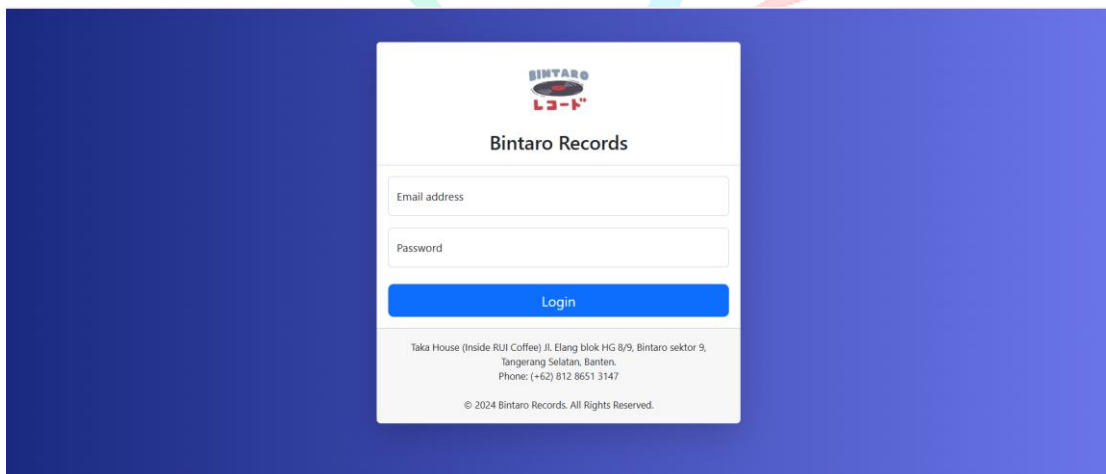 BINTARO
レコード
Bintaro Records
Email address
Password
Login
Taka House (Inside RUI Coffee) Jl. Elang blok HG 8/9, Bintaro sektor 9,
Tangerang Selatan, Banten.
Phone: (+62) 812 8651 3147
© 2024 Bintaro Records. All Rights Reserved.